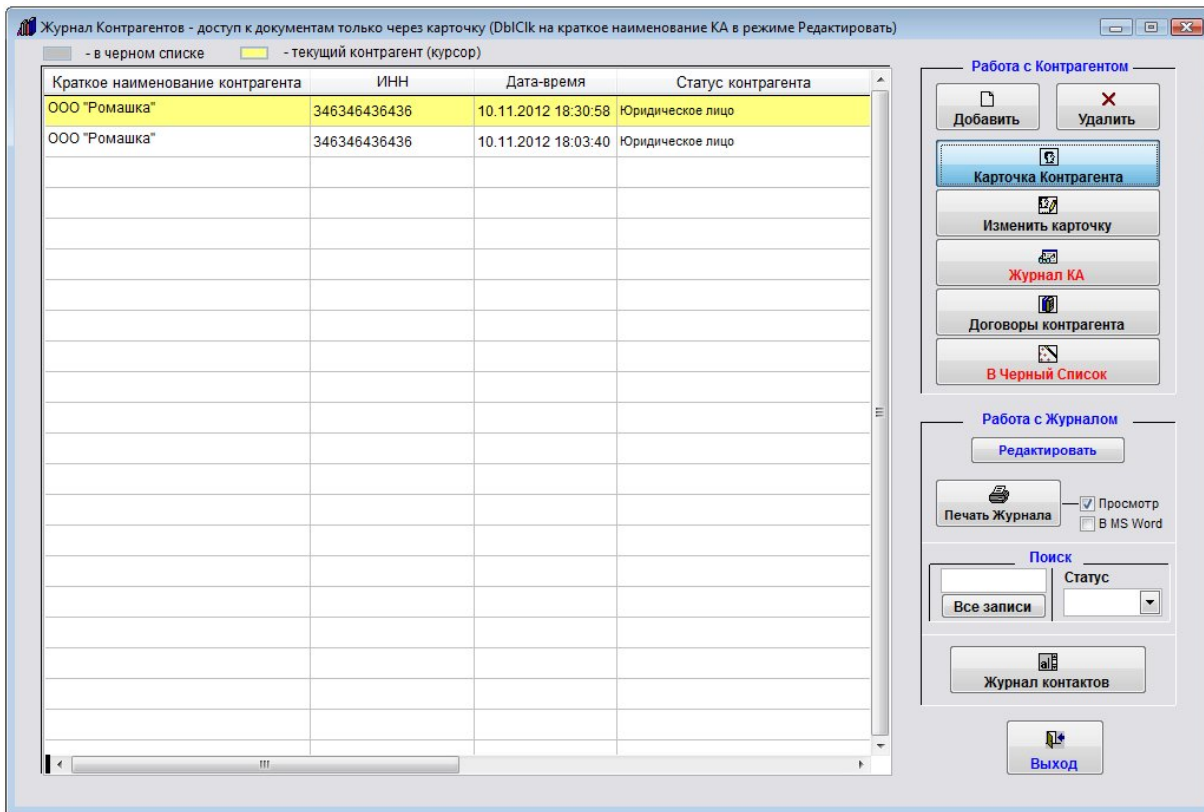 Журнал Контрагентов - доступ к документам только через карточку (DblClk на краткое наименование КА в режиме Редактировать)
- в черном списке - текущий контрагент (курсор)
Краткое наименование контрагента ИНН Дата-время Статус контрагента
ООО "Ромашка" 346346436436 10.11.2012 18:30:58 Юридическое лицо
ООО "Ромашка" 346346436436 10.11.2012 18:03:40 Юридическое лицо
Работа с Контрагентом
Добавить Удалить
Карточка Контрагента
Изменить карточку
Журнал КА
Договоры контрагента
В Черный Список
Работа с Журналом
Редактировать
Печать Журнала
Просмотр
В MS Word
Поиск
Статус
Все записи
Журнал контактов
Выход